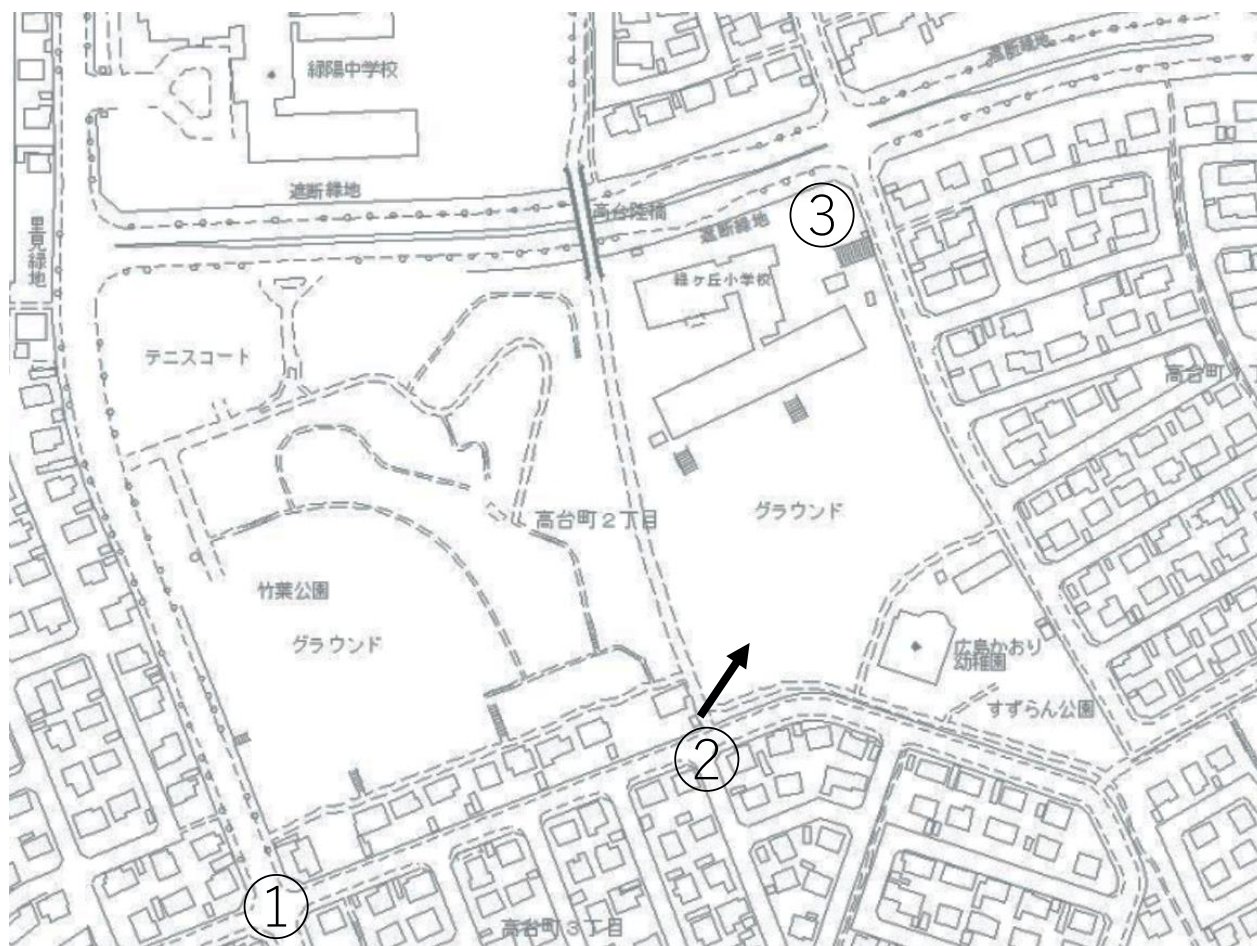 緑陽中学校
遮断緑地
遮断緑地
高台陸橋
遮断緑地
③
里見緑地
緑ヶ丘小学校
テニスコート
高台町1丁
高台町2丁目
グラウンド
竹葉公園
グラウンド
広島かおり
幼稚園
すずらん公園
②
①
高台町3丁目